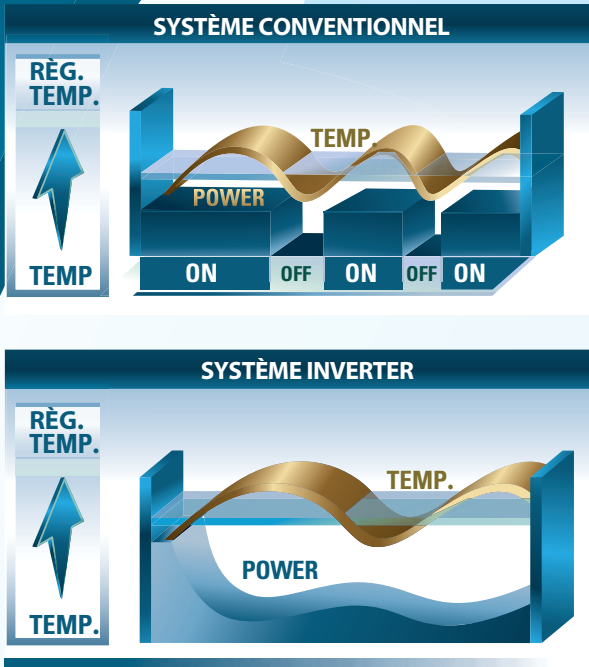 SYSTÈME CONVENTIONNEL
RÈG.
TEMP.
TEMP.
POWER
TEMP
ON OFF ON OFF ON
SYSTÈME INVERTER
RÈG.
TEMP.
TEMP.
POWER
TEMP.